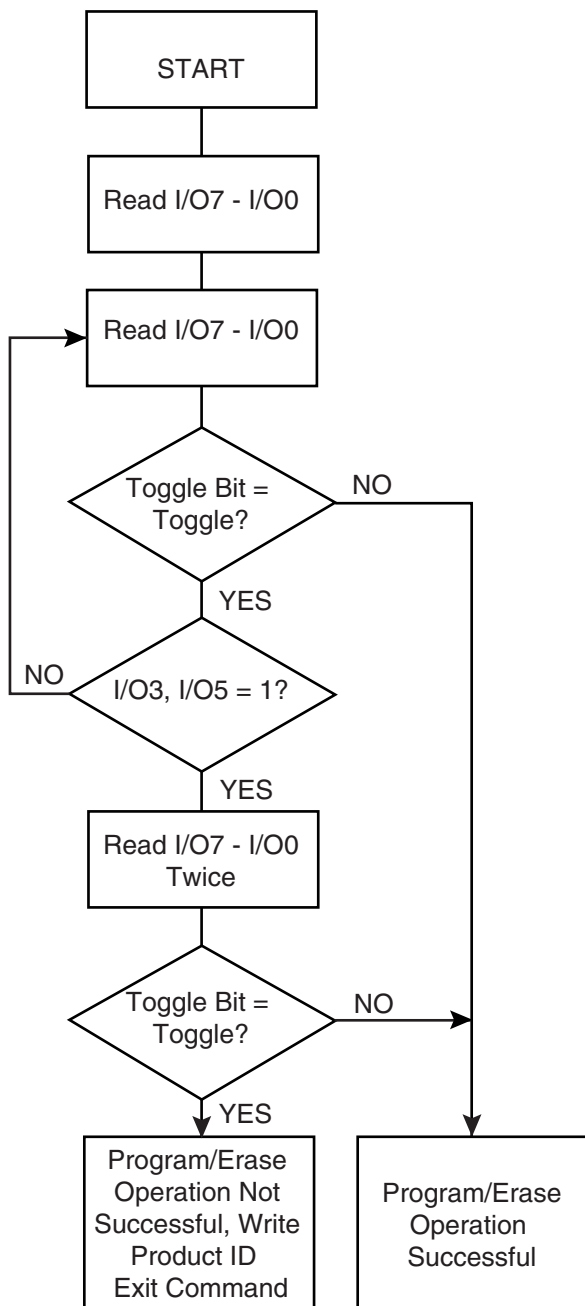 START
Read I/O7 - I/O0
Read I/O7 - I/O0
Toggle Bit =
Toggle?
NO
YES
NO
I/O3, I/O5 = 1?
YES
Read I/O7 - I/O0
Twice
Toggle Bit =
Toggle?
NO
YES
Program/Erase
Operation Not
Successful, Write
Product ID
Exit Command
Program/Erase
Operation
Successful